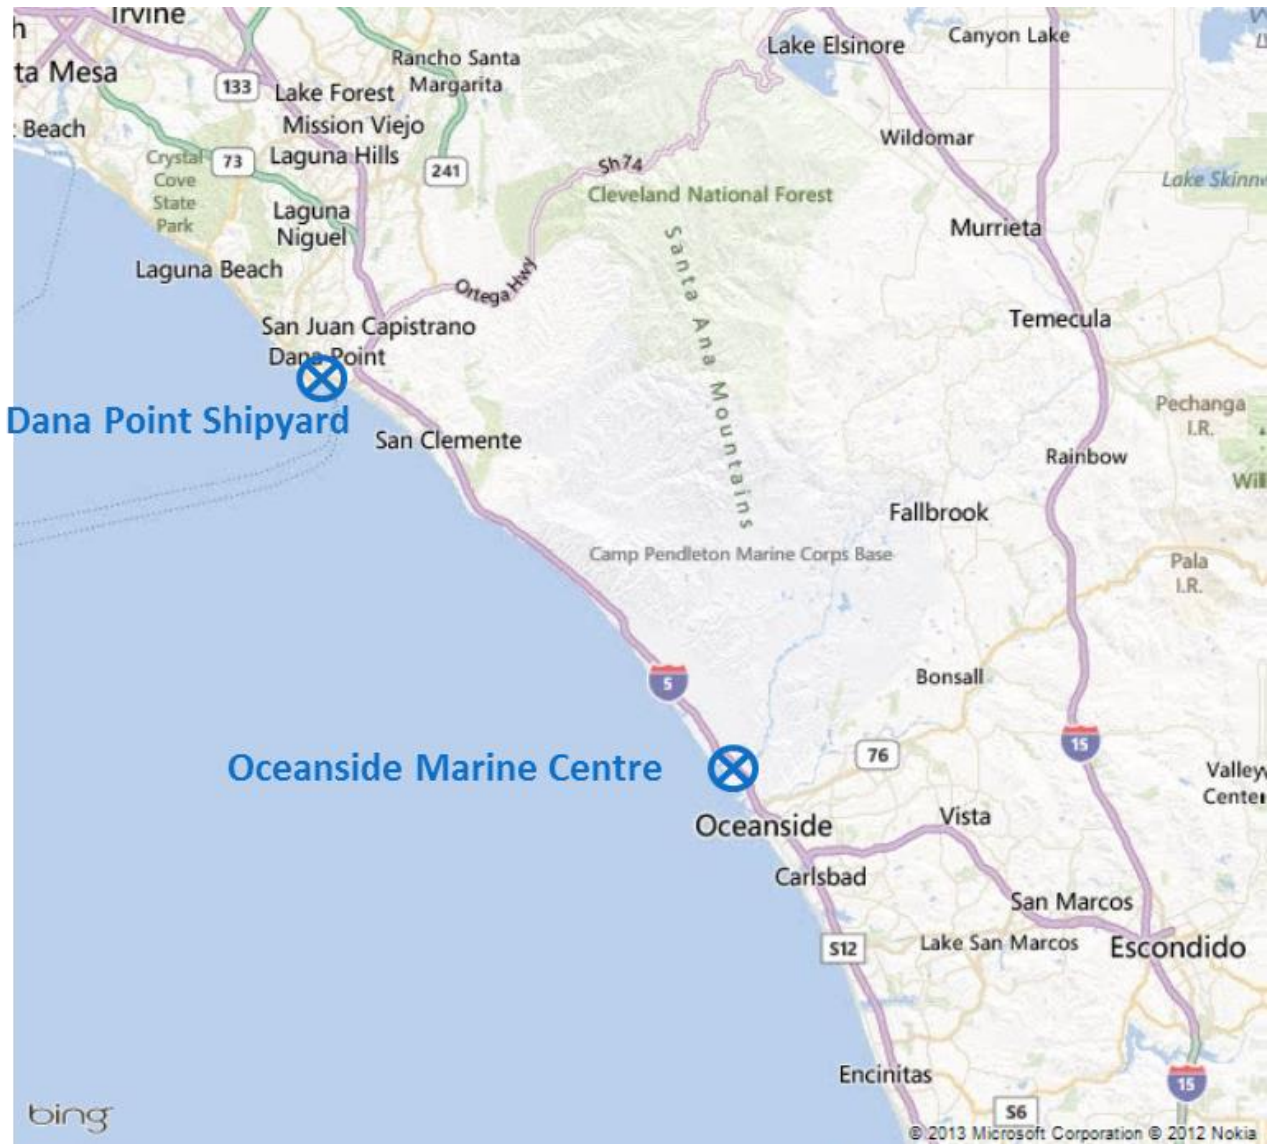 Irvine
h
ta Mesa
Lake Elsinore
Canyon Lake
Rancho Santa
Margarita
133
Lake Forest
Mission Viejo
: Beach
Wildomar
Crystal
Cove
State
Park
73
Laguna Hills
241
Sh 74
Cleveland National Forest
Lake Skinn
Laguna
Niguel
Murrieta
Santa Ana Mountains
Laguna Beach
Ortega Hwy
San Juan Capistrano
Temecula
Dana Point
Dana Point Shipyard
Pechanga
I.R.
San Clemente
Rainbow
Wil
Fallbrook
Camp Pendleton Marine Corps Base
Pala
I.R.
Bonsall
5
15
76
Oceanside Marine Centre
Valley
Center
Oceanside
Vista
Carlsbad
San Marcos
S12
Lake San Marcos
Escondido
Encinitas
15
S6
bing
© 2013 Microsoft Corporation © 2012 Nokia